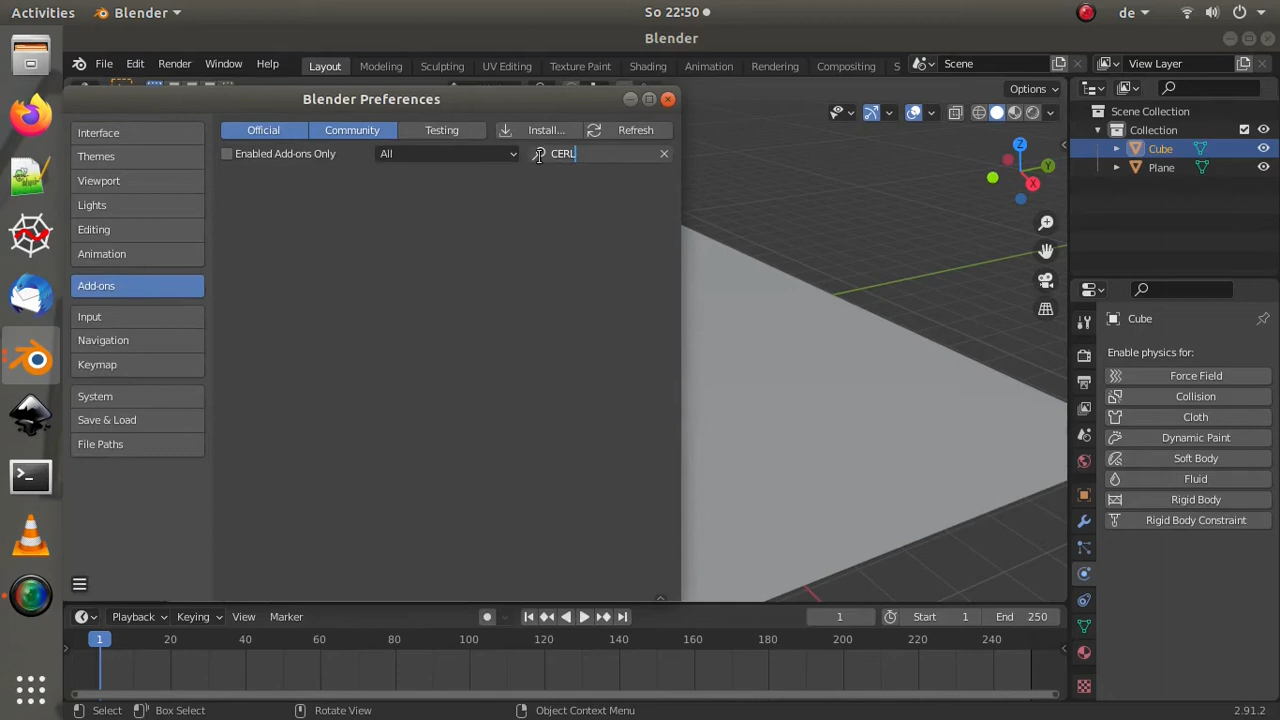 Activities Blender So 22:50 de
Blender
File Edit Render Window Help Layout Modeling Sculpting UV Editing Texture Paint Shading Animation Rendering Compositing S Scene View Layer
Blender Preferences
Options
Scene Collection
Collection
Cube
Plane
Interface
Themes
Viewport
Lights
Editing
Animation
Add-ons
Input
Navigation
Keymap
System
Save & Load
File Paths
Official Community Testing Install... Refresh
Enabled Add-ons Only All CERL
Z
Y
X
Cube
Enable physics for:
Force Field
Collision
Cloth
Dynamic Paint
Soft Body
Fluid
Rigid Body
Rigid Body Constraint
Playback Keying View Marker 1 Start 1 End 250
1 20 40 60 80 100 120 140 160 180 200 220 240
Select Box Select Rotate View Object Context Menu 2.91.2